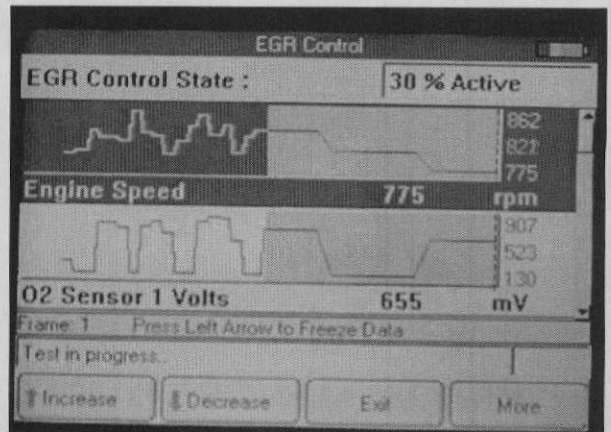 EGR Control
EGR Control State :
30 % Active
862
821
775
Engine Speed 775 rpm
907
523
130
O2 Sensor 1 Volts 655 mV
Frame: 1 Press Left Arrow to Freeze Data
Test in progress..
Increase
Decrease
Exit
More